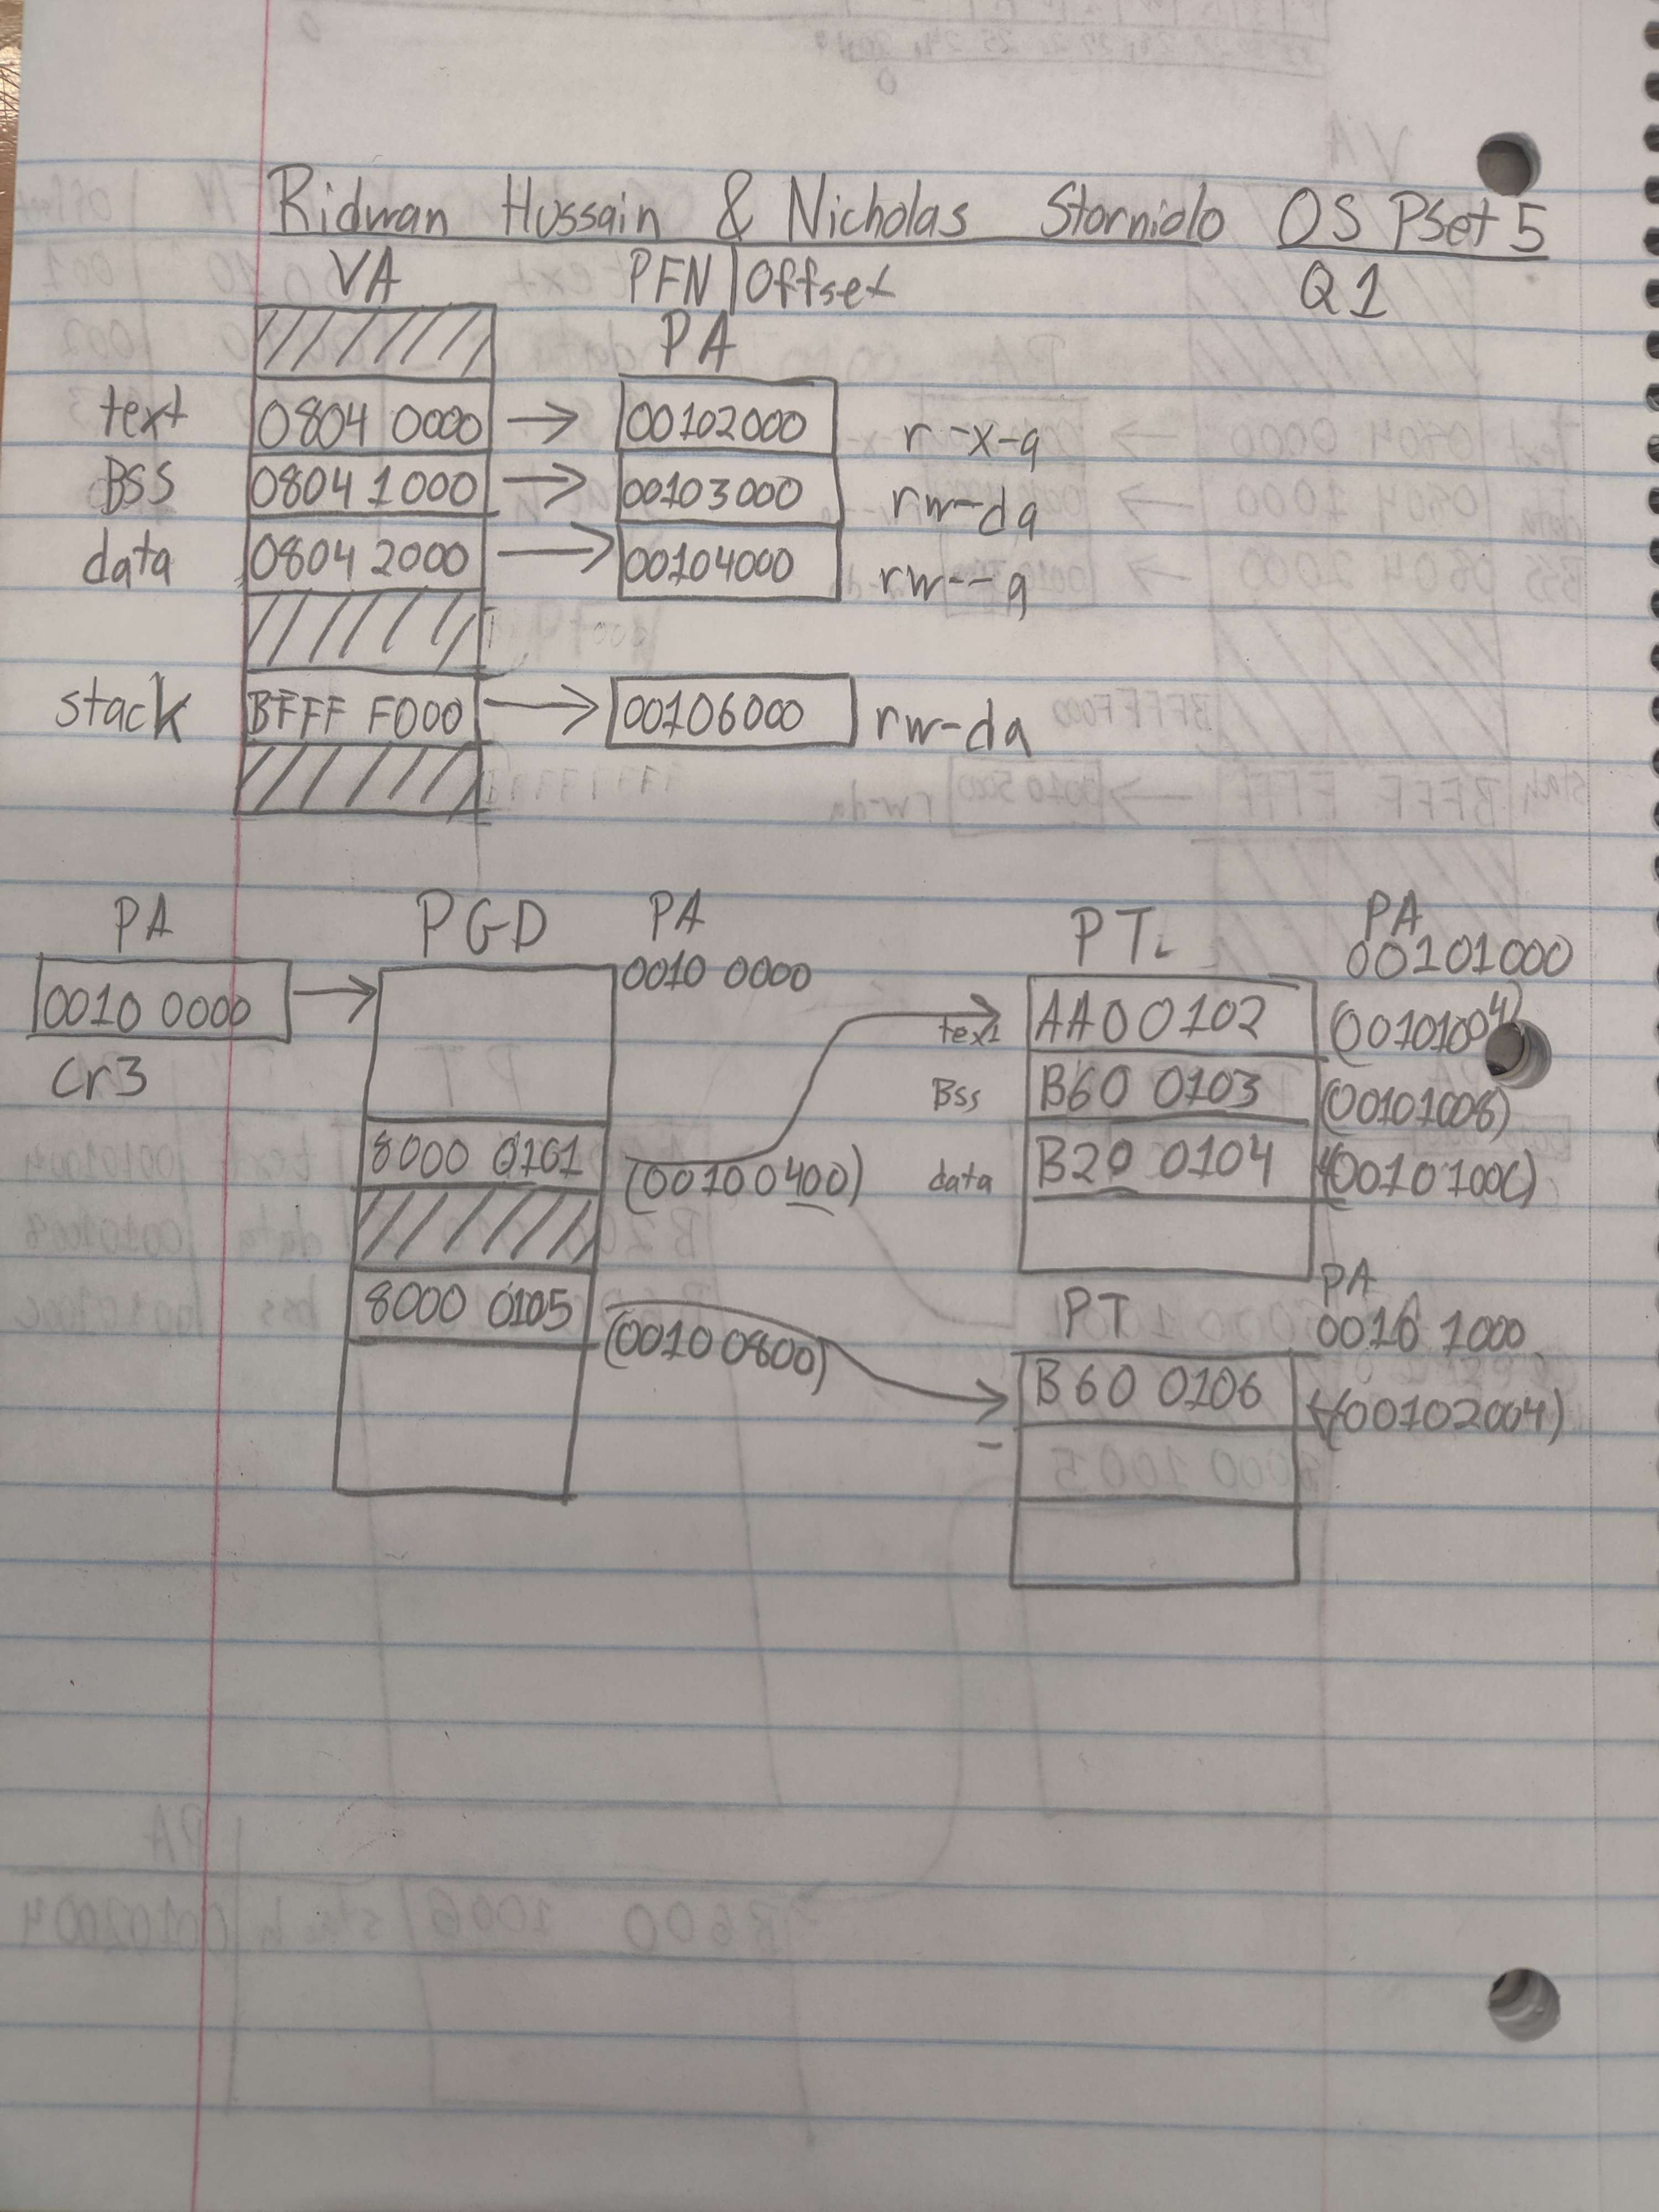 Ridwan Hussain & Nicholas Storniolo OS PSet 5
VA PFN | Offset Q1
PA
text 0804 0000 → 00102000 r-x-a
BSS 0804 1000 → 00103000 rw-da
data 0804 2000 → 00104000 rw--a
stack BFFF F000 → 00106000 rw-da
PA PGD PA PT PA
0010 0000 → 0010 0000 00101000
Cr3
text AA00102 (00101004)
Bss B60 0103 (00101008)
8000 0101 (00100400) data B20 0104 (0010100C)
8000 0105 (0010 0800) PT PA
1000
B60 0106 (00102004)